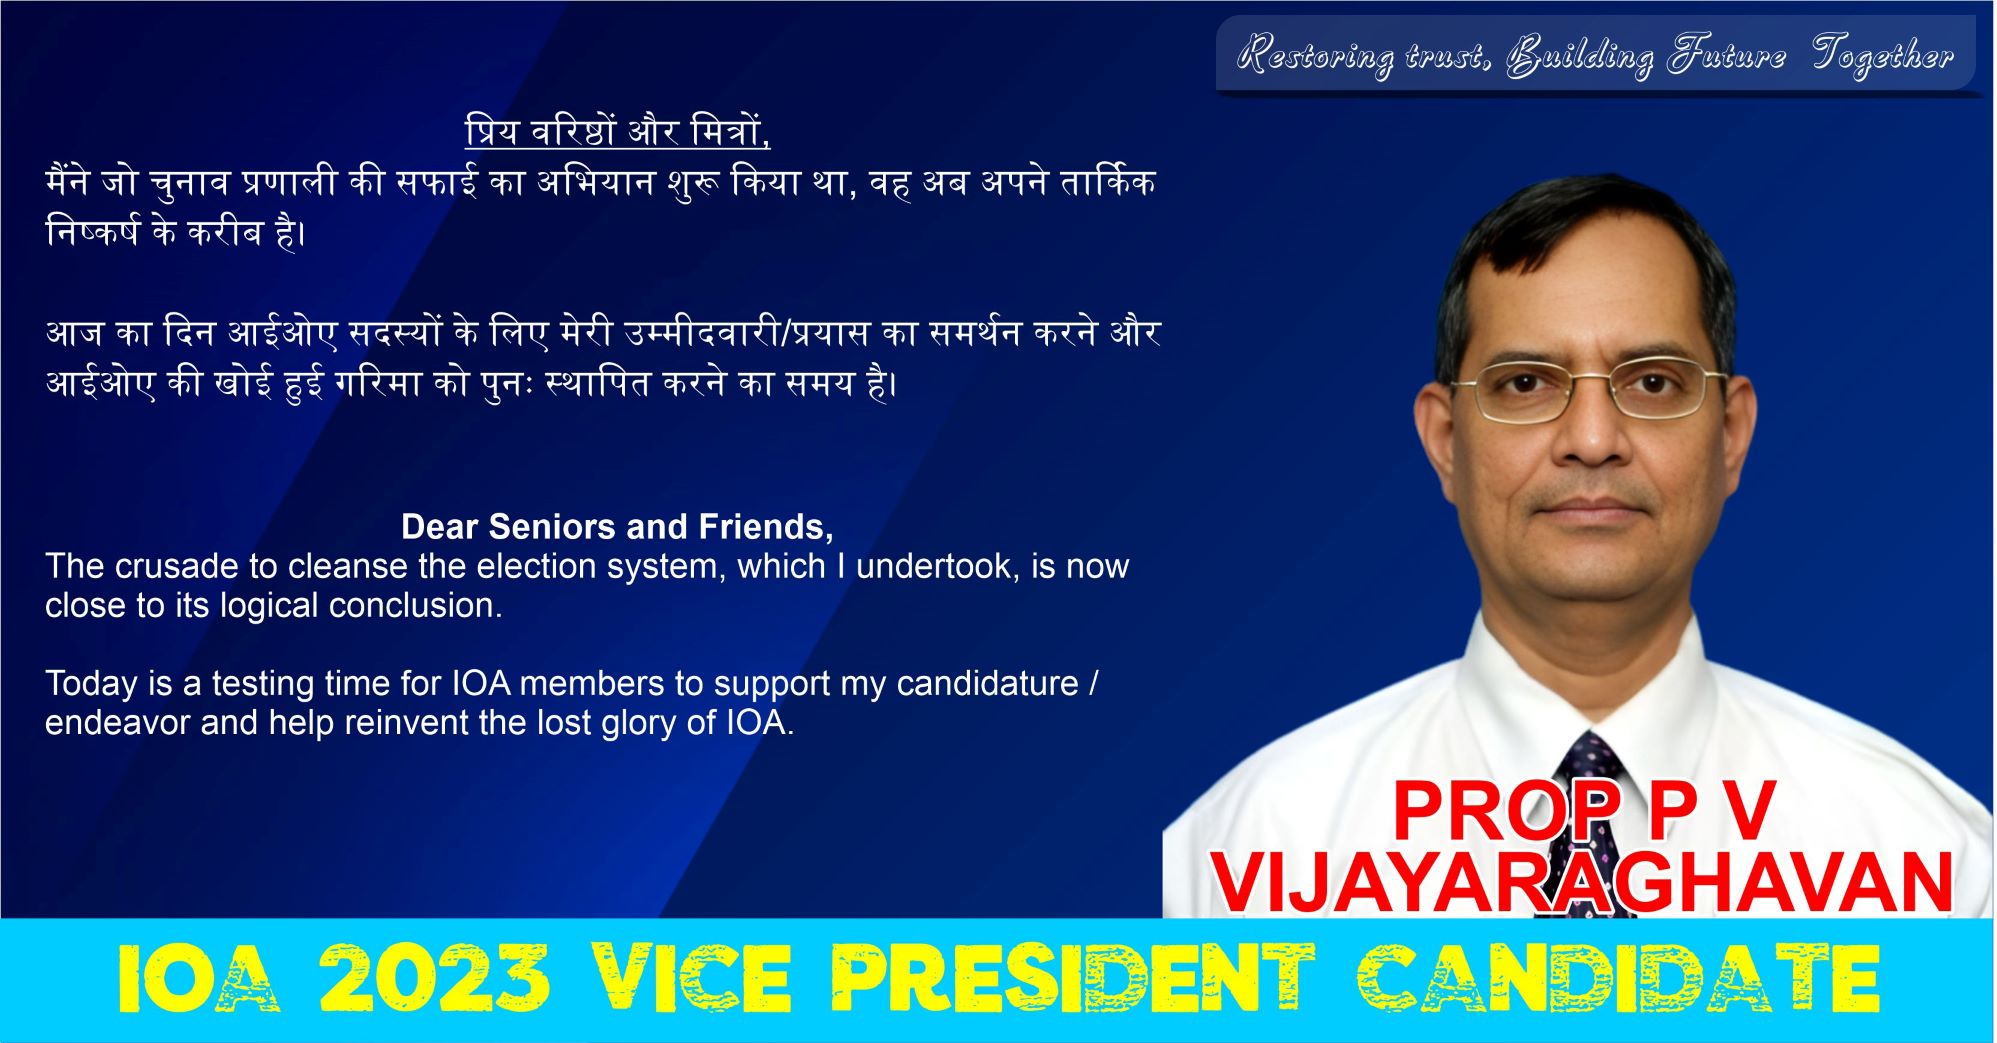 Restoring trust, Building Future Together
प्रिय वरिष्ठों और मित्रों,
मैंने जो चुनाव प्रणाली की सफाई का अभियान शुरू किया था, वह अब अपने तार्किक
निष्कर्ष के करीब है।
आज का दिन आईओए सदस्यों के लिए मेरी उम्मीदवारी/प्रयास का समर्थन करने और
आईओए की खोई हुई गरिमा को पुनः स्थापित करने का समय है।
Dear Seniors and Friends,
The crusade to cleanse the election system, which I undertook, is now
close to its logical conclusion.
Today is a testing time for IOA members to support my candidature /
endeavor and help reinvent the lost glory of IOA.
PROP P V
VIJAYARAGHAVAN
IOA 2023 VICE PRESIDENT CANDIDATE